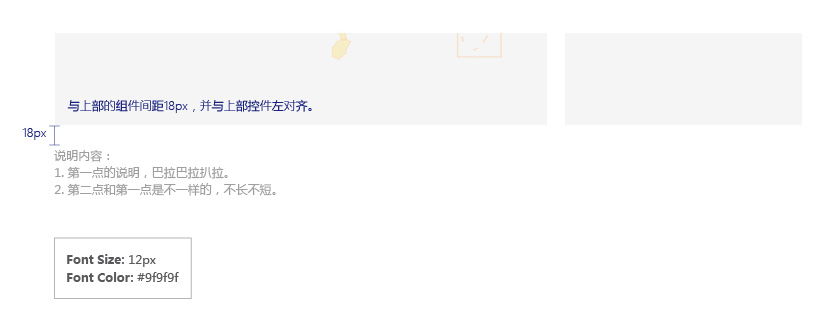 与上部的组件间距18px，并与上部控件左对齐。
18px
说明内容：
1. 第一点的说明，巴拉巴拉扒拉。
2. 第二点和第一点是不一样的，不长不短。
Font Size: 12px
Font Color: #9f9f9f